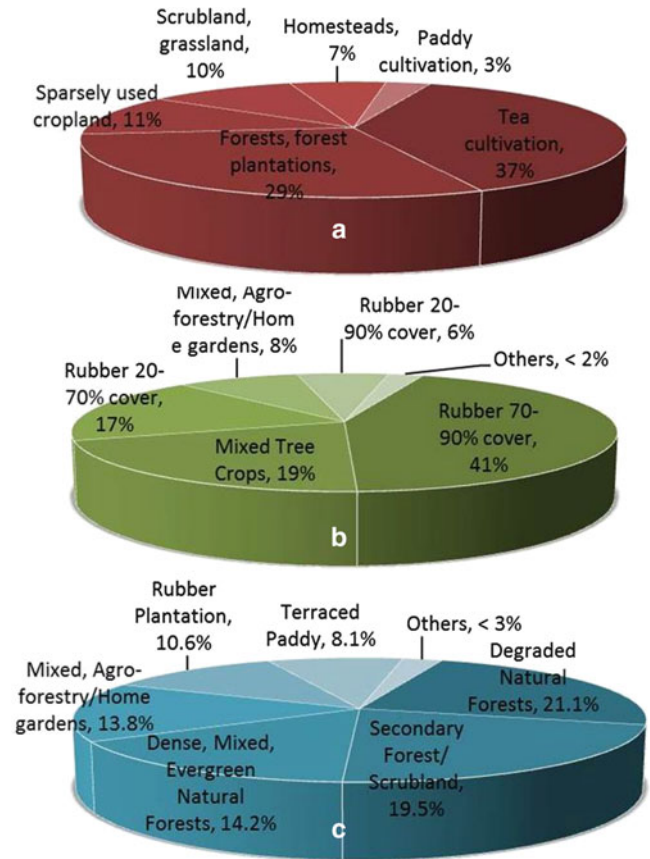 Scrubland,
grassland,
10%
Homesteads,
7%
Paddy
cultivation, 3%
Sparsely used
cropland, 11%
Forests, forest
plantations,
29%
Tea
cultivation,
37%
a
Mixed, Agro-
forestry/Hom
e gardens, 8%
Rubber 20-
90% cover, 6%
Others, < 2%
Rubber 20-
70% cover,
17%
Mixed Tree
Crops, 19%
Rubber 70-
90% cover,
41%
b
Rubber
Plantation,
10.6%
Terraced
Paddy, 8.1%
Others, < 3%
Degraded
Natural
Forests, 21.1%
Mixed, Agro-
forestry/Home
gardens, 13.8%
Dense, Mixed,
Evergreen
Natural
Forests, 14.2%
Secondary
Forest/
Scrubland,
19.5%
c